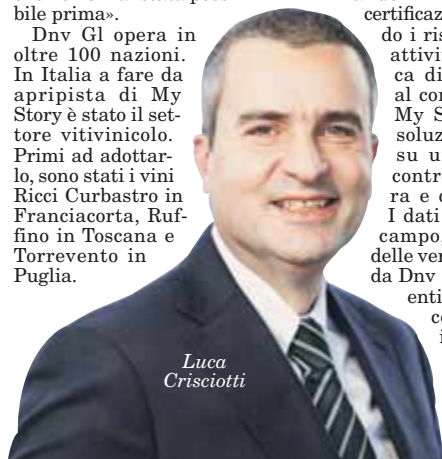 bile prima».
Dnv Gl opera in
oltre 100 nazioni.
In Italia a fare da
apripista di My
Story è stato il set-
tore vitivinicolo.
Primi ad adottar-
lo, sono stati i vini
Ricci Curbastro in
Franciacorta, Ruf-
fino in Toscana e
Torrevento in
Puglia.
Luca
Crisciotti
certificaz
do i ris
attivi
ca di
al con
My S
soluz
su u
contr
ra e c
I dati
campo,
delle ver
da Dnv
enti
co
i